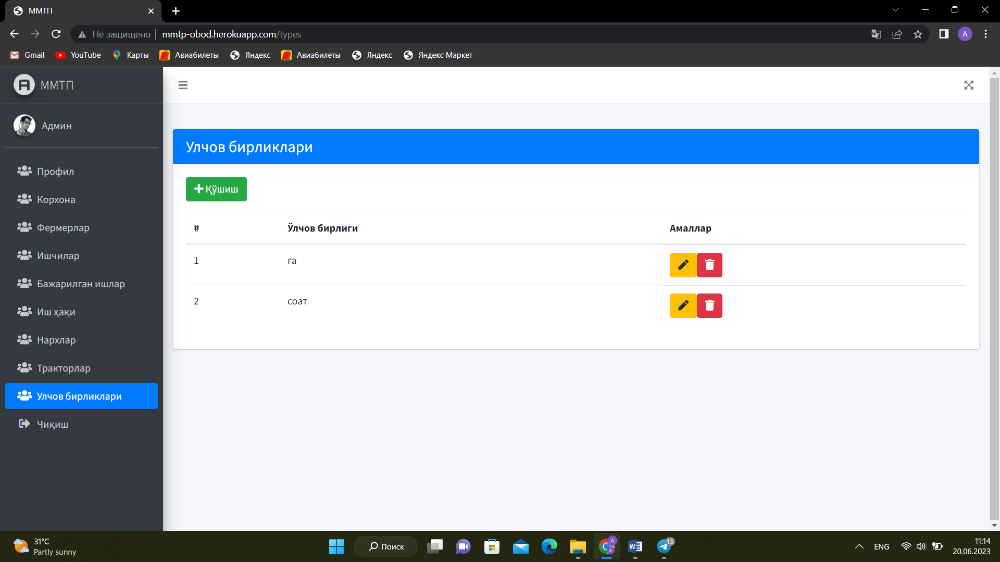 ММТП
Не защищено
mmtp-obod.herokuapp.com/types
A
Gmail
YouTube
Карты
Авиабилеты
Яндекс
Авиабилеты
Яндекс
Яндекс Маркет
ММТП
Админ
Профил
Корхона
Фермерлар
Ишчилар
Бажарилган ишлар
Иш ҳақи
Нархлар
Тракторлар
Улчов бирликлари
Чиқиш
Улчов бирликлари
Қўшиш
# Ўлчов бирлиги Амаллар
1 га
2 соат
31°C
Partly sunny
Поиск
A
A
15
ENG
11:14
20.06.2023